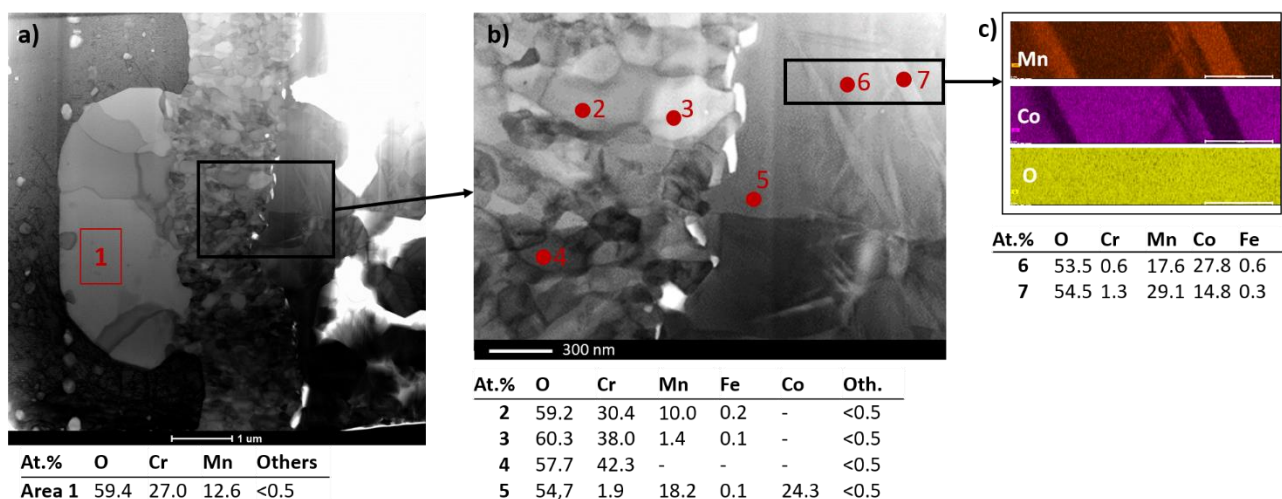 a)
1
1 um
At.% O Cr Mn Others
Area 1 59.4 27.0 12.6 <0.5
b)
2
3
4
5
6
7
300 nm
At.% O Cr Mn Fe Co Oth.
2 59.2 30.4 10.0 0.2 - <0.5
3 60.3 38.0 1.4 0.1 - <0.5
4 57.7 42.3 - - - <0.5
5 54,7 1.9 18.2 0.1 24.3 <0.5
c)
Mn
Co
O
At.% O Cr Mn Co Fe
6 53.5 0.6 17.6 27.8 0.6
7 54.5 1.3 29.1 14.8 0.3